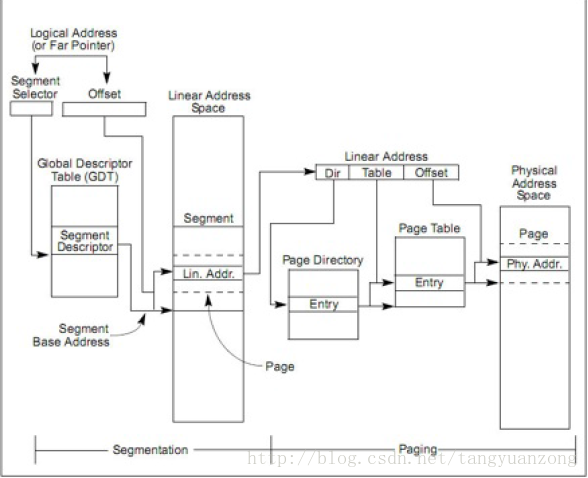 Logical Address
(or Far Pointer)
Segment
Selector
Offset
Linear Address
Space
Global Descriptor
Table (GDT)
Segment
Descriptor
Segment
Lin. Addr.
Segment
Base Address
Page
Linear Address
Dir
Table
Offset
Page Directory
Entry
Page Table
Entry
Physical
Address
Space
Page
Phy. Addr.
Segmentation
Paging
http://blog.csdn.net/tangyuanzong